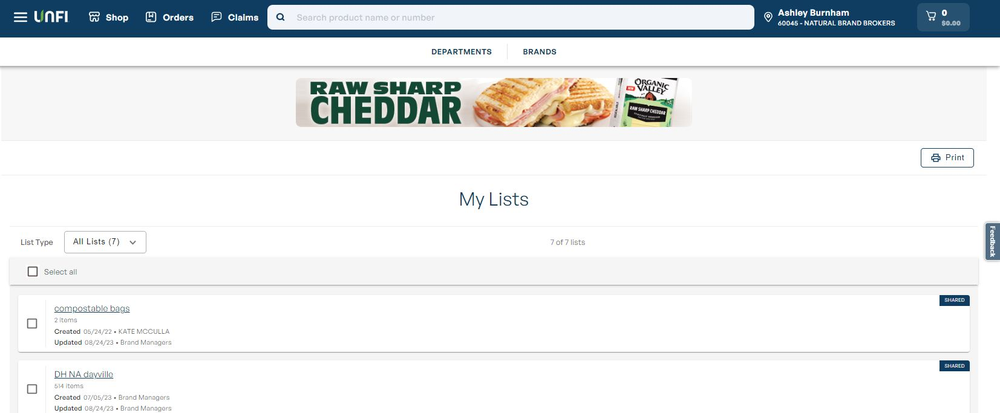 UNFI
Shop
Orders
Claims
Search product name or number
Ashley Burnham
60045 - NATURAL BRAND BROKERS
0
$0.00
DEPARTMENTS
BRANDS
RAW SHARP
CHEDDAR
NEW
ORGANIC
VALLEY
RAW SHARP CHEDDAR
Print
My Lists
List Type
All Lists (7)
7 of 7 lists
Feedback
Select all
SHARED
compostable bags
2 items
Created 05/24/22 • KATE MCCULLA
Updated 08/24/23 • Brand Managers
SHARED
DH NA dayville
514 items
Created 07/05/23 • Brand Managers
Updated 08/24/23 • Brand Managers